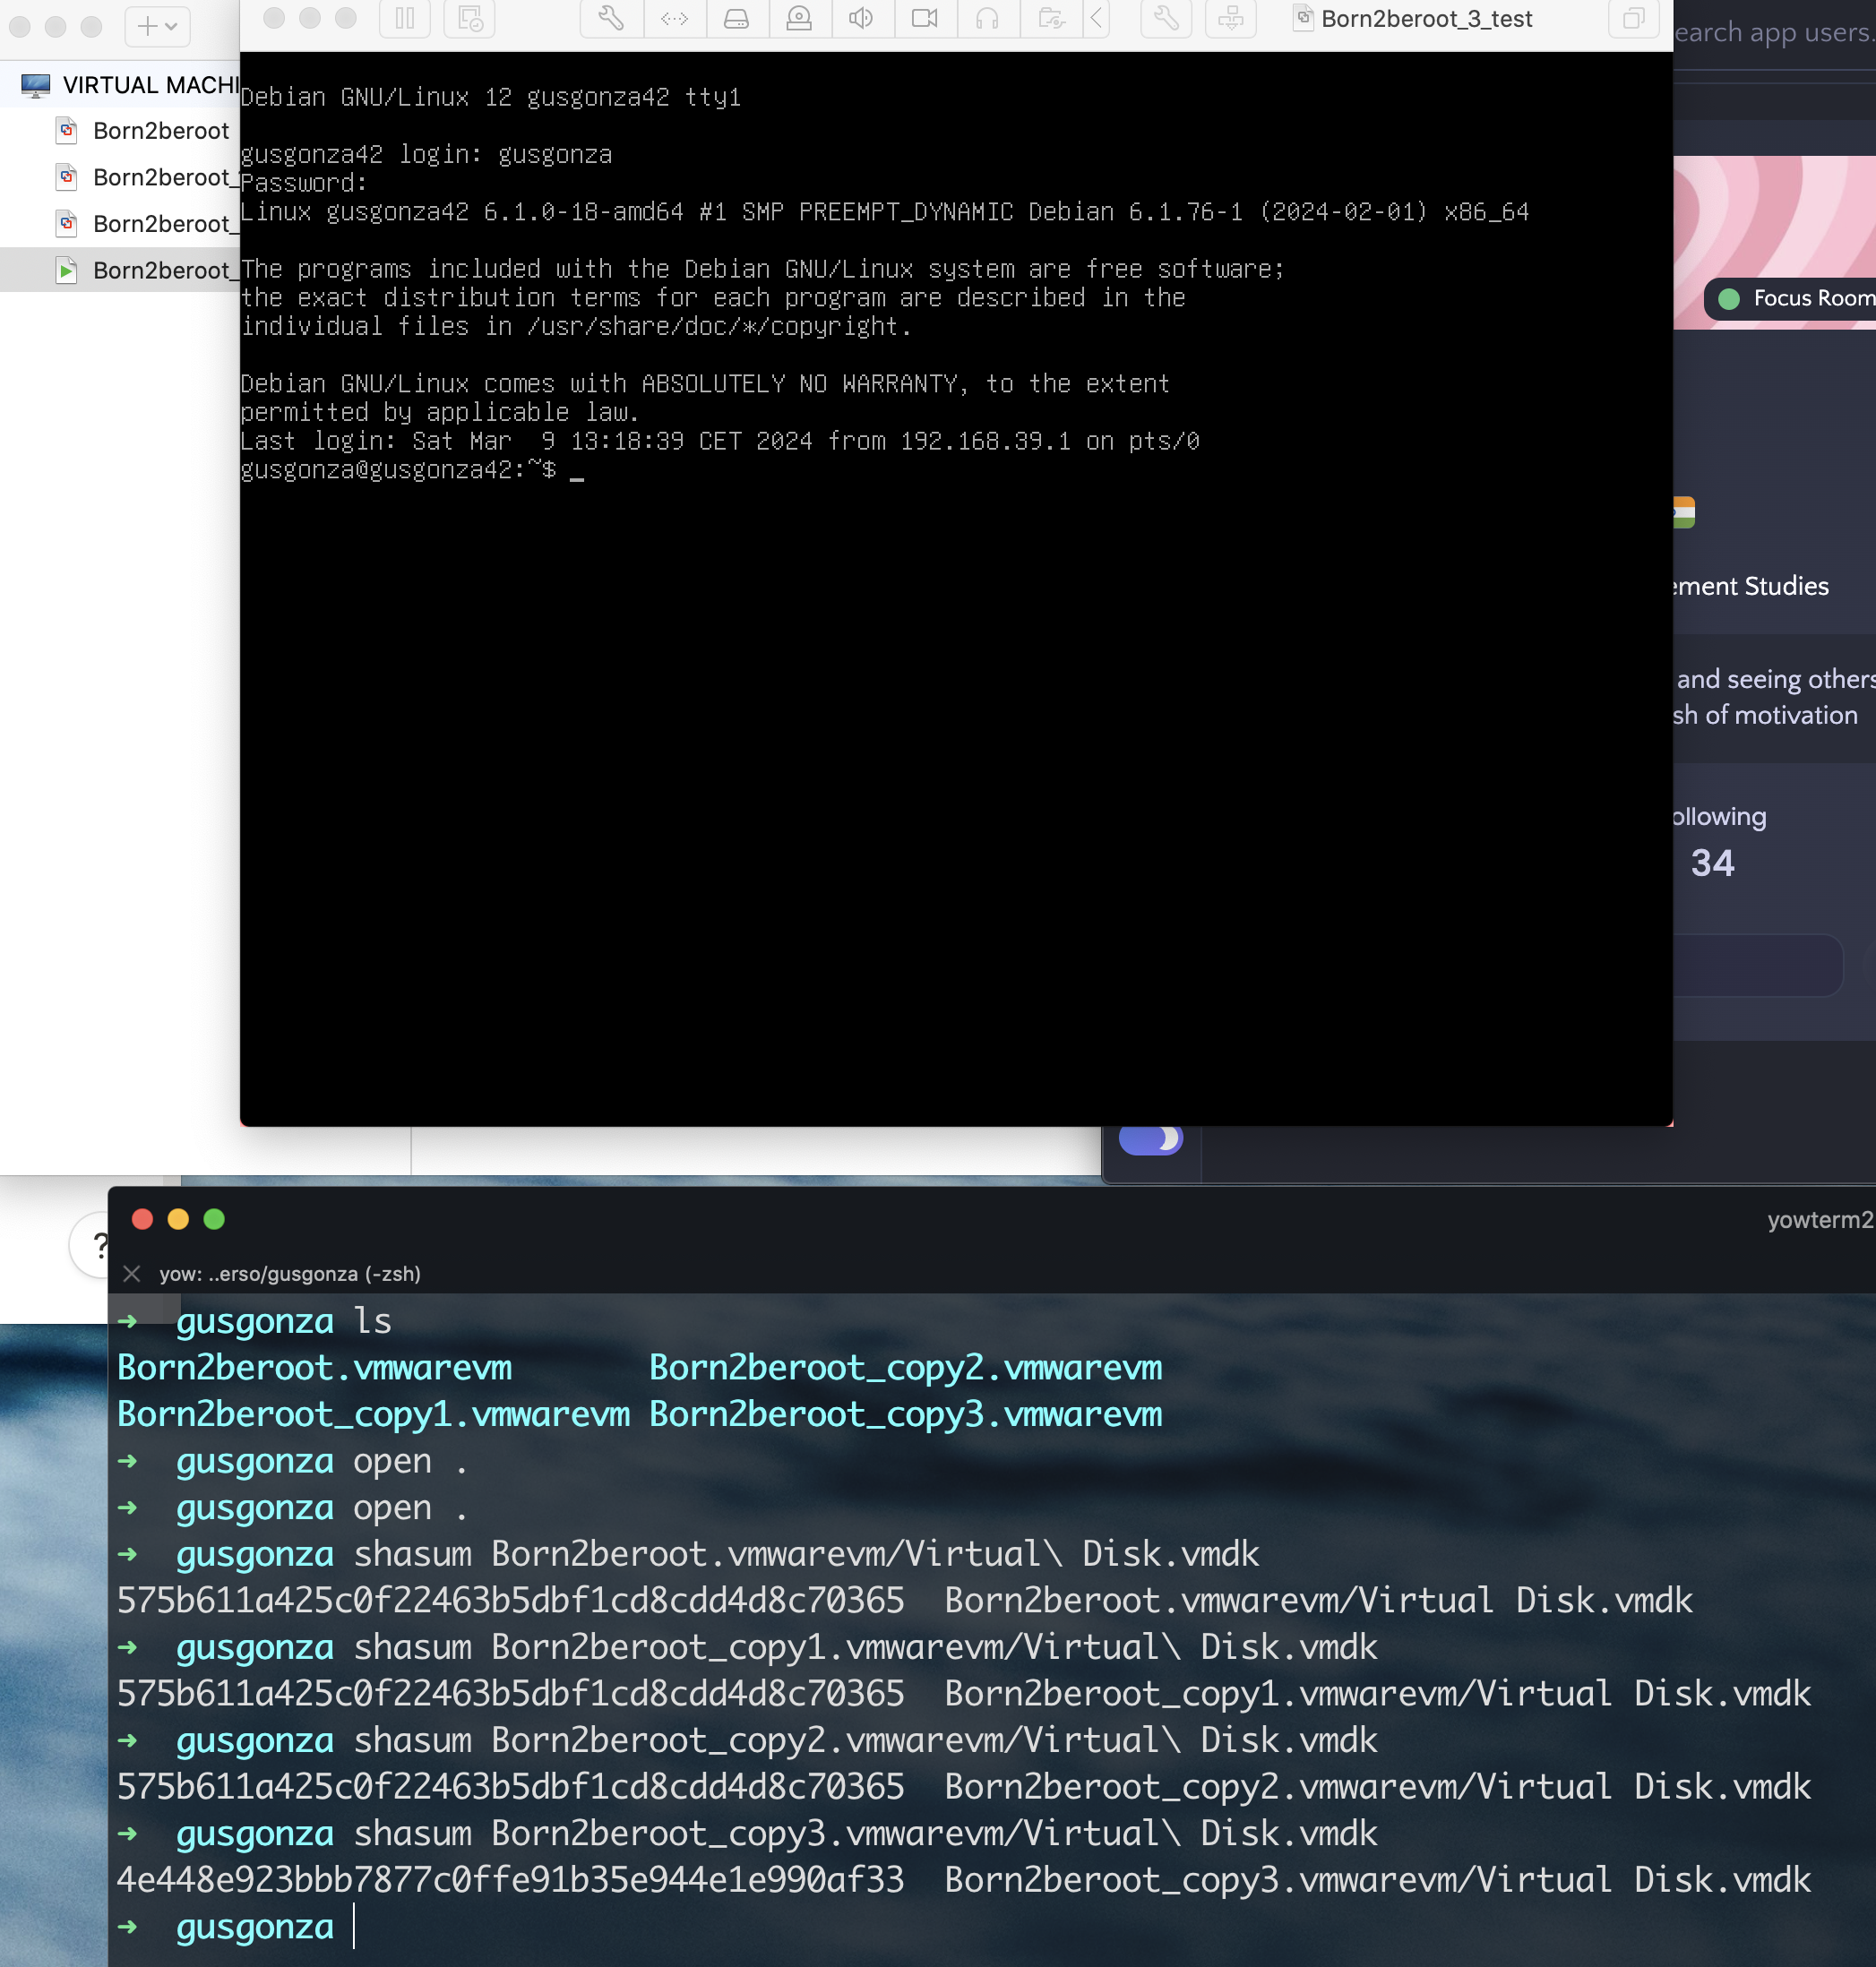 Born2beroot_3_test
earch app users.
VIRTUAL MACHI
Born2beroot
Born2beroot_
Born2beroot_
Born2beroot_
Debian GNU/Linux 12 gusgonza42 tty1
gusgonza42 login: gusgonza
Password:
Linux gusgonza42 6.1.0-18-amd64 #1 SMP PREEMPT_DYNAMIC Debian 6.1.76-1 (2024-02-01) x86_64
The programs included with the Debian GNU/Linux system are free software;
the exact distribution terms for each program are described in the
individual files in /usr/share/doc/*/copyright.
Debian GNU/Linux comes with ABSOLUTELY NO WARRANTY, to the extent
permitted by applicable law.
Last login: Sat Mar  9 13:18:39 CET 2024 from 192.168.39.1 on pts/0
gusgonza@gusgonza42:~$ _
Focus Room
ement Studies
and seeing others
sh of motivation
ollowing
34
?
yowterm2
yow: ..erso/gusgonza (-zsh)
➜  gusgonza ls
Born2beroot.vmwarevm       Born2beroot_copy2.vmwarevm
Born2beroot_copy1.vmwarevm Born2beroot_copy3.vmwarevm
➜  gusgonza open .
➜  gusgonza open .
➜  gusgonza shasum Born2beroot.vmwarevm/Virtual\ Disk.vmdk
575b611a425c0f22463b5dbf1cd8cdd4d8c70365  Born2beroot.vmwarevm/Virtual Disk.vmdk
➜  gusgonza shasum Born2beroot_copy1.vmwarevm/Virtual\ Disk.vmdk
575b611a425c0f22463b5dbf1cd8cdd4d8c70365  Born2beroot_copy1.vmwarevm/Virtual Disk.vmdk
➜  gusgonza shasum Born2beroot_copy2.vmwarevm/Virtual\ Disk.vmdk
575b611a425c0f22463b5dbf1cd8cdd4d8c70365  Born2beroot_copy2.vmwarevm/Virtual Disk.vmdk
➜  gusgonza shasum Born2beroot_copy3.vmwarevm/Virtual\ Disk.vmdk
4e448e923bbb7877c0ffe91b35e944e1e990af33  Born2beroot_copy3.vmwarevm/Virtual Disk.vmdk
➜  gusgonza